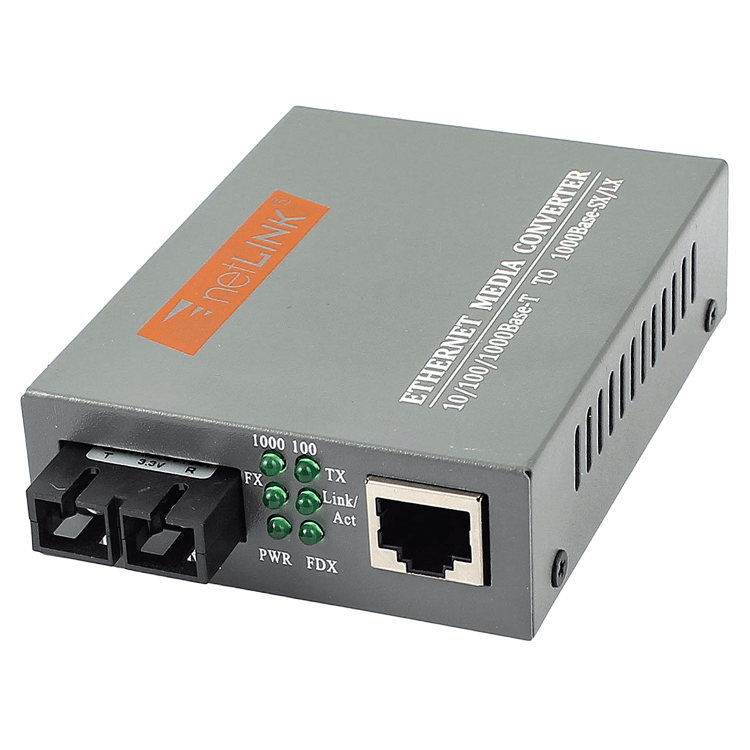 netLINK®
ETHERNET MEDIA CONVERTER
10/100/1000Base-T TO 1000Base-SX/LX
T 3.3V R
1000 100
FX TX
Link/
Act
PWR FDX